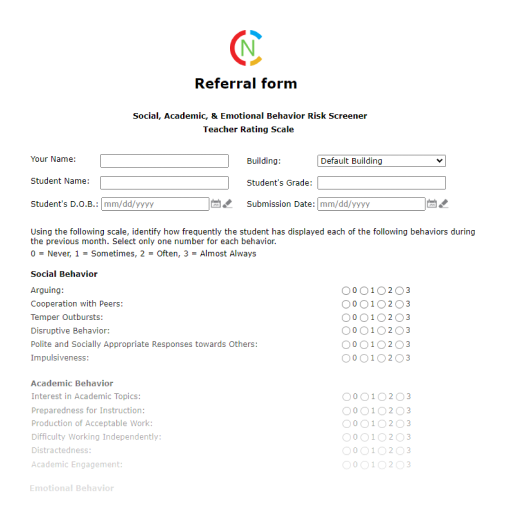 N
Referral form
Social, Academic, & Emotional Behavior Risk Screener
Teacher Rating Scale
Your Name: Building: Default Building
Student Name: Student's Grade:
Student's D.O.B.: mm/dd/yyyy Submission Date: mm/dd/yyyy
Using the following scale, identify how frequently the student has displayed each of the following behaviors during
the previous month. Select only one number for each behavior.
0 = Never, 1 = Sometimes, 2 = Often, 3 = Almost Always
Social Behavior
Arguing: 0 1 2 3
Cooperation with Peers: 0 1 2 3
Temper Outbursts: 0 1 2 3
Disruptive Behavior: 0 1 2 3
Polite and Socially Appropriate Responses towards Others: 0 1 2 3
Impulsiveness: 0 1 2 3
Academic Behavior
Interest in Academic Topics: 0 1 2 3
Preparedness for Instruction: 0 1 2 3
Production of Acceptable Work: 0 1 2 3
Difficulty Working Independently: 0 1 2 3
Distractedness: 0 1 2 3
Academic Engagement: 0 1 2 3
Emotional Behavior